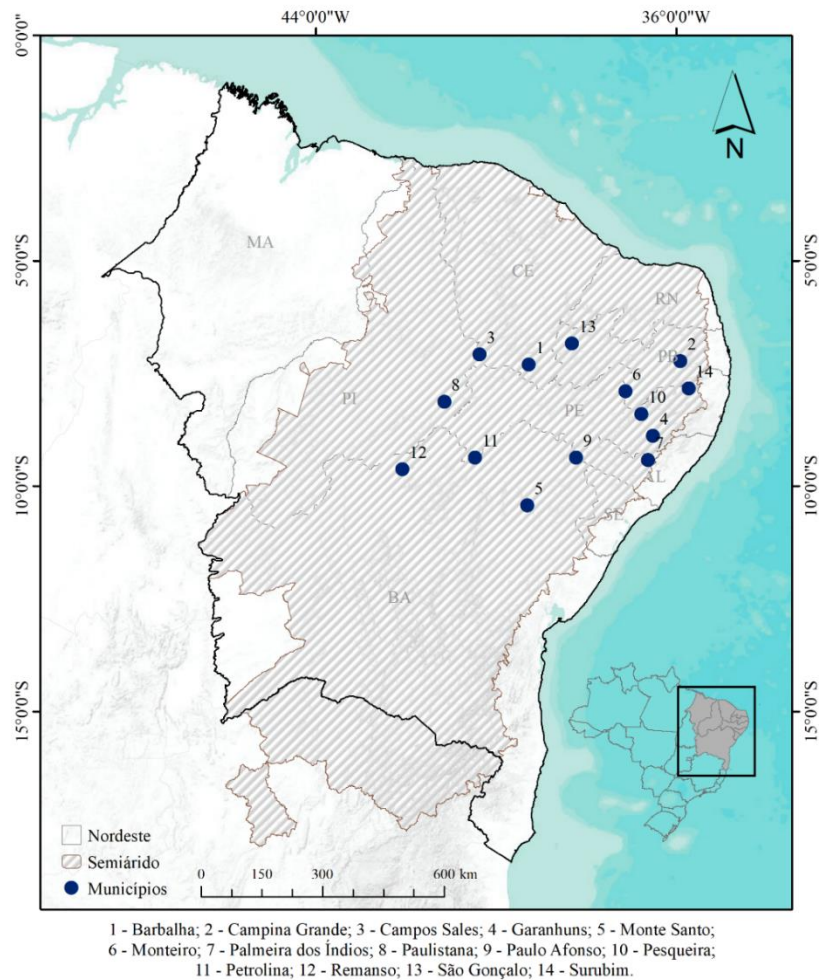 44°0'0"W
36°0'0"W
0°0'0"
0°0'0"
N
MA
5°0'0"S
5°0'0"S
CE
RN
13
3
1
2
PB
14
6
8
PI
10
PE
4
7
12
11
9
AL
10°0'0"S
10°0'0"S
5
SE
BA
15°0'0"S
15°0'0"S
Nordeste
Semiárido
Municípios
0 150 300 600 km
1 - Barbalha; 2 - Campina Grande; 3 - Campos Sales; 4 - Garanhuns; 5 - Monte Santo;
6 - Monteiro; 7 - Palmeira dos Índios; 8 - Paulistana; 9 - Paulo Afonso; 10 - Pesqueira;
11 - Petrolina; 12 - Remanso; 13 - São Gonçalo; 14 - Surubim.